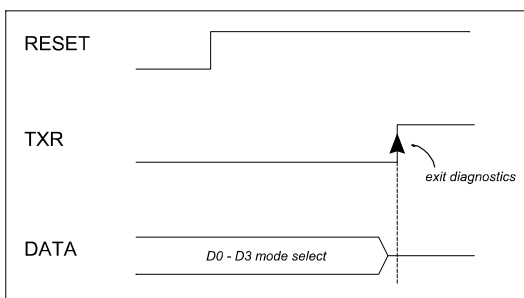 RESET
TXR
exit diagnostics
DATA
D0 - D3 mode select